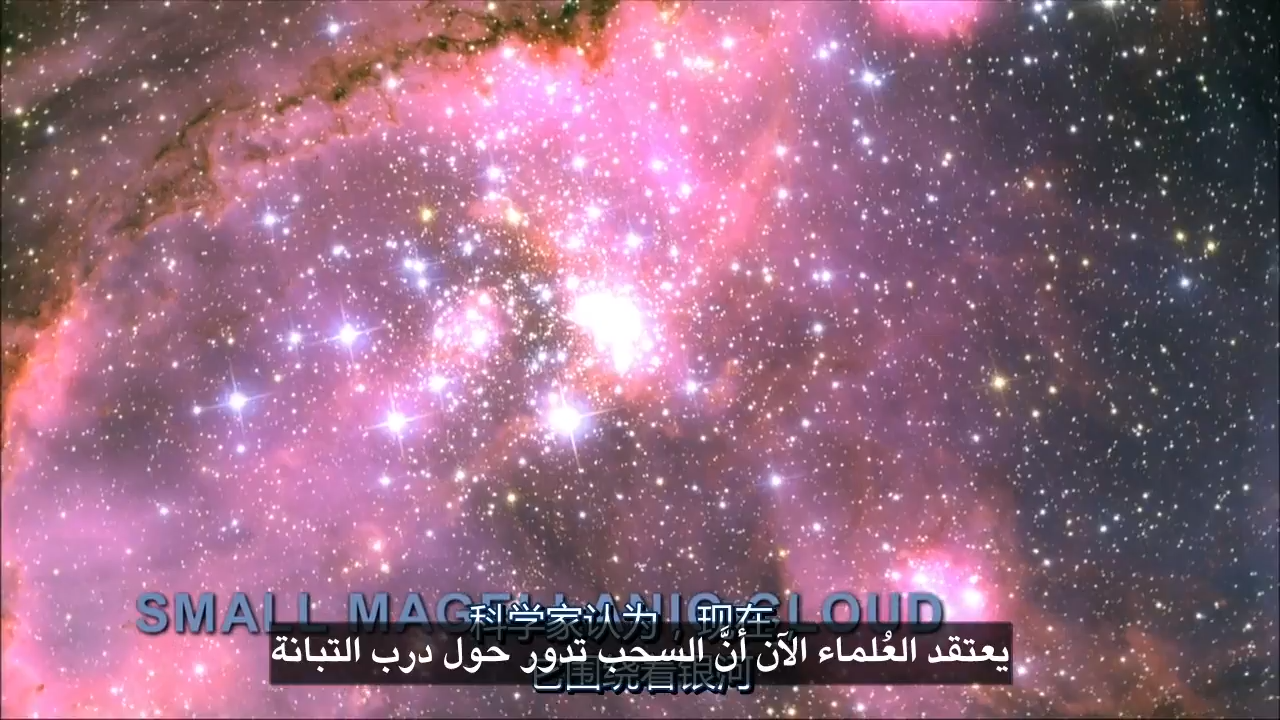 SMALL MAGELLANIC CLOUD
科学家认为，现在，
يعتقد العُلماء الآن أنَّ السحب تدور حول درب التبانة
它围绕着银河